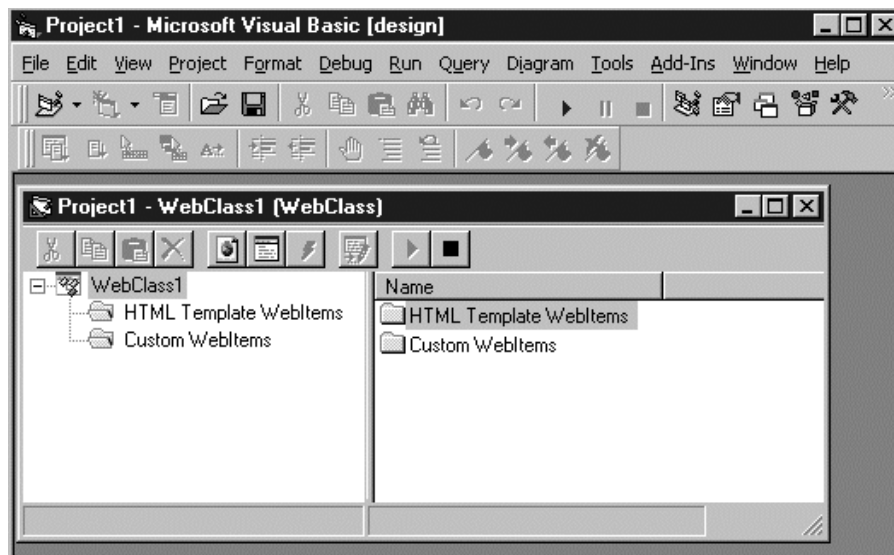 Project1 - Microsoft Visual Basic [design]
File Edit View Project Format Debug Run Query Diagram Tools Add-Ins Window Help
Project1 - WebClass1 (WebClass)
WebClass1
HTML Template WebItems
Custom WebItems
Name
HTML Template WebItems
Custom WebItems